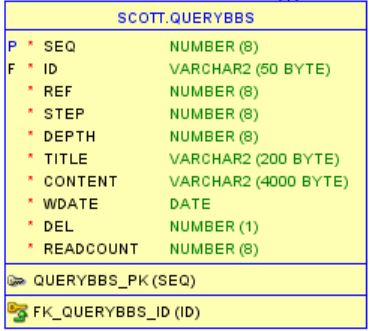 SCOTT.QUERYBBS
P * SEQ NUMBER (8)
F * ID VARCHAR2 (50 BYTE)
* REF NUMBER (8)
* STEP NUMBER (8)
* DEPTH NUMBER (8)
* TITLE VARCHAR2 (200 BYTE)
* CONTENT VARCHAR2 (4000 BYTE)
* WDATE DATE
* DEL NUMBER (1)
* READCOUNT NUMBER (8)
QUERYBBS_PK (SEQ)
FK_QUERYBBS_ID (ID)